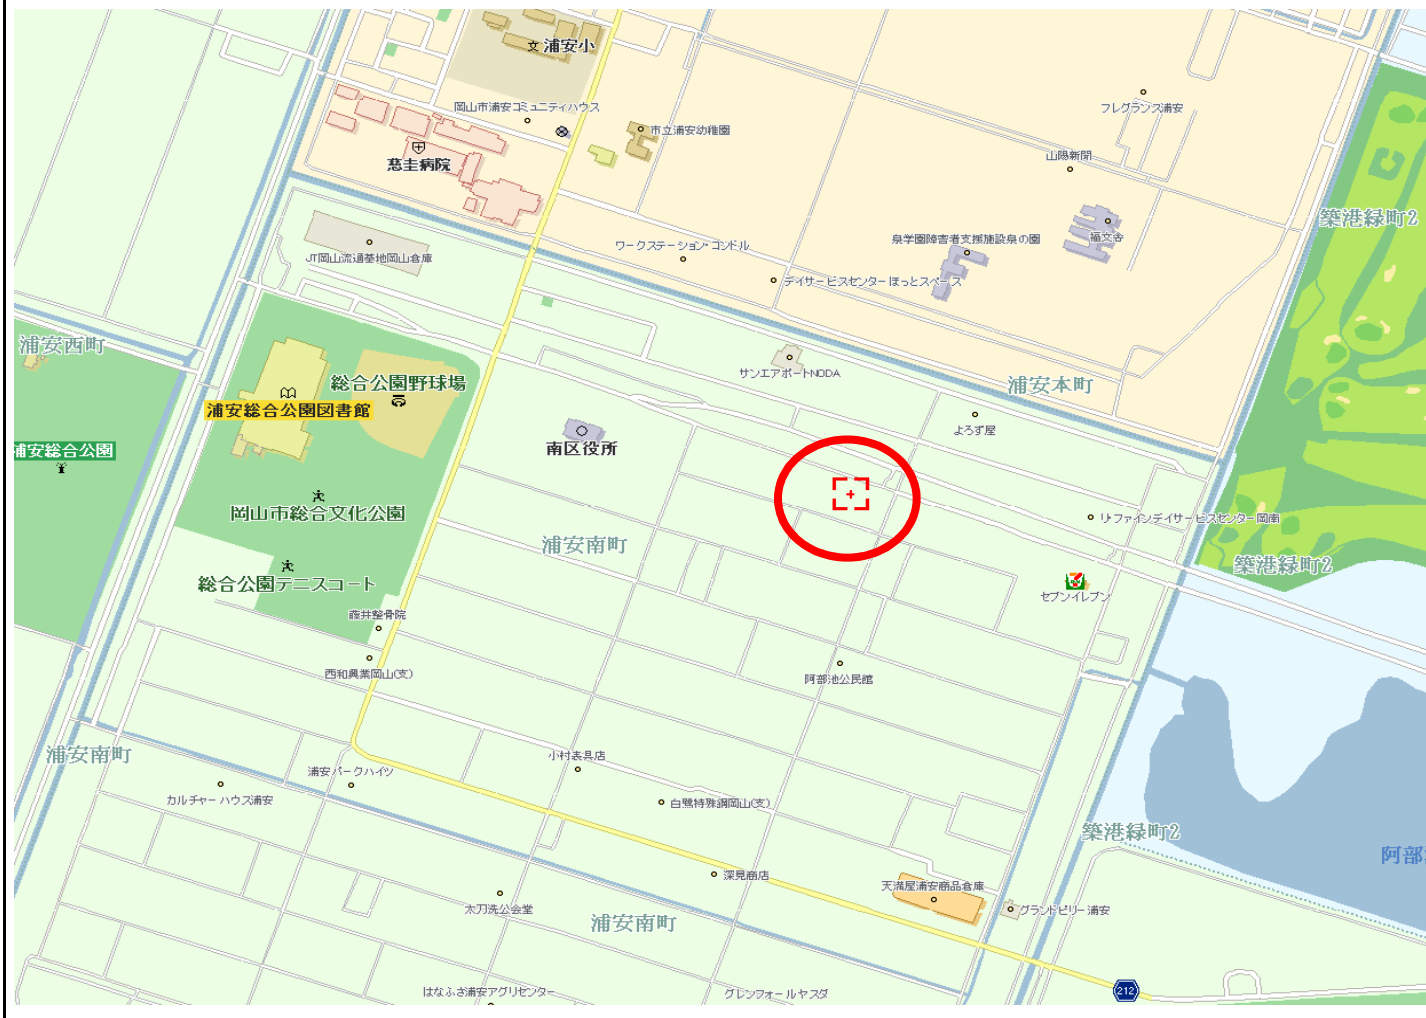 浦安小
岡山市浦安コミュニティハウス
市立浦安幼稚園
フレグランス浦安
慈圭病院
山陽新聞
築港緑町2
JT岡山流通基地岡山倉庫
ワークステーション・コンドル
泉学園障害者支援施設泉の園
福文舎
デイサービスセンターほっとスペース
浦安西町
総合公園野球場
サンエアポートNODA
浦安本町
浦安総合公園図書館
よろず屋
浦安総合公園
南区役所
岡山市総合文化公園
リファインデイサービスセンター岡南
浦安南町
築港緑町2
総合公園テニスコート
セブンイレブン
藤井整骨院
西和興業岡山(支)
阿部池公民館
浦安南町
小村表具店
浦安パークハイツ
カルチャーハウス浦安
白鷺特殊鋼岡山(支)
築港緑町2
阿部
深見商店
天満屋浦安商品倉庫
太刀洗公会堂
グランドビリー浦安
浦安南町
はなふさ浦安アグリセンター
グレンフォールヤスダ
212